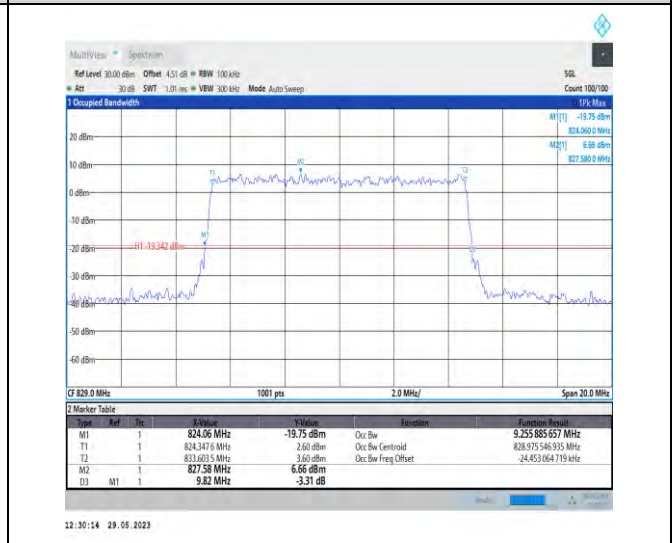 MultiView Spectrum
Ref Level 30.00 dBm Offset 4.51 dB RBW 100 kHz SGL
Att 30 dB SWT 1.01 ms VBW 300 kHz Mode Auto Sweep Count 100/100
1 Occupied Bandwidth 1Pk Max
M1[1] -19.75 dBm
824.0600 MHz
M2[1] 6.66 dBm
827.5800 MHz
20 dBm
10 dBm
0 dBm
-10 dBm
-20 dBm
-30 dBm
-40 dBm
-50 dBm
-60 dBm
T1
M2
T2
M1
H1 -19.342 dBm
CF 829.0 MHz 1001 pts 2.0 MHz/ Span 20.0 MHz
2 Marker Table
Type Ref Trc X-Value Y-Value Function Function Result
M1 1 824.06 MHz -19.75 dBm Occ Bw 9.255 885 657 MHz
T1 1 824.347 6 MHz 2.60 dBm Occ Bw Centroid 828.975 546 935 MHz
T2 1 833.603 5 MHz 3.60 dBm Occ Bw Freq Offset -24.453 064 719 kHz
M2 1 827.58 MHz 6.66 dBm
D3 M1 1 9.82 MHz -3.31 dB
12:30:14 29.05.2023